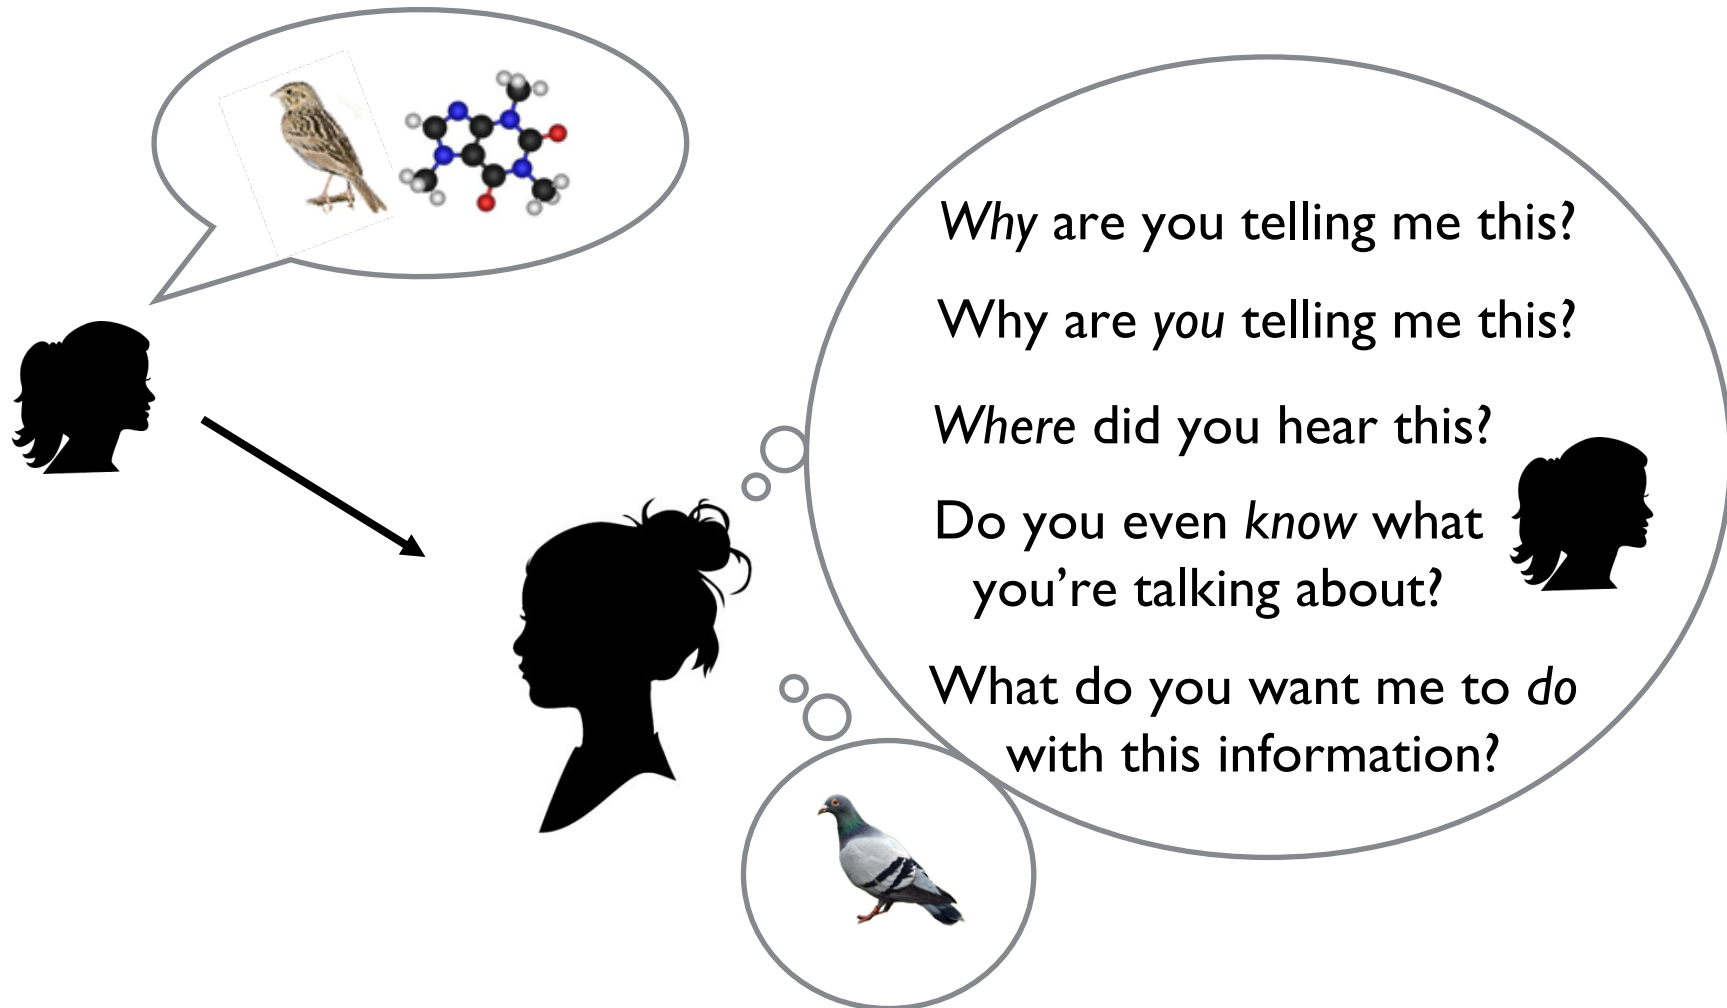 Why are you telling me this?
Why are you telling me this?
Where did you hear this?
Do you even know what
you’re talking about?
What do you want me to do
with this information?